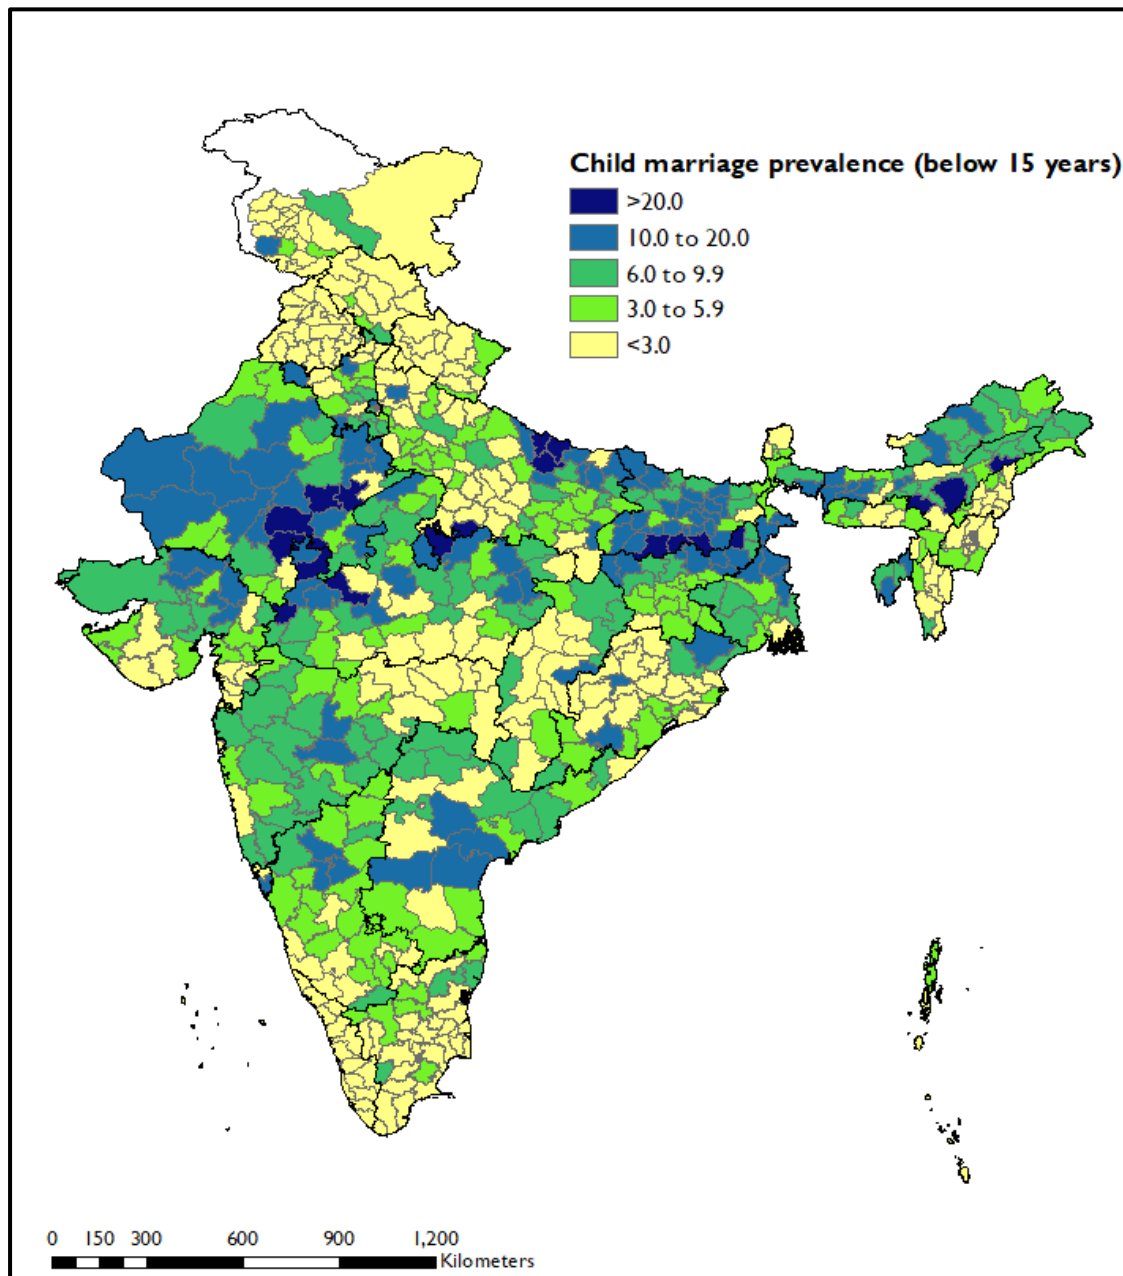 Child marriage prevalence (below 15 years)
>20.0
10.0 to 20.0
6.0 to 9.9
3.0 to 5.9
<3.0
0 150 300 600 900 1,200
Kilometers